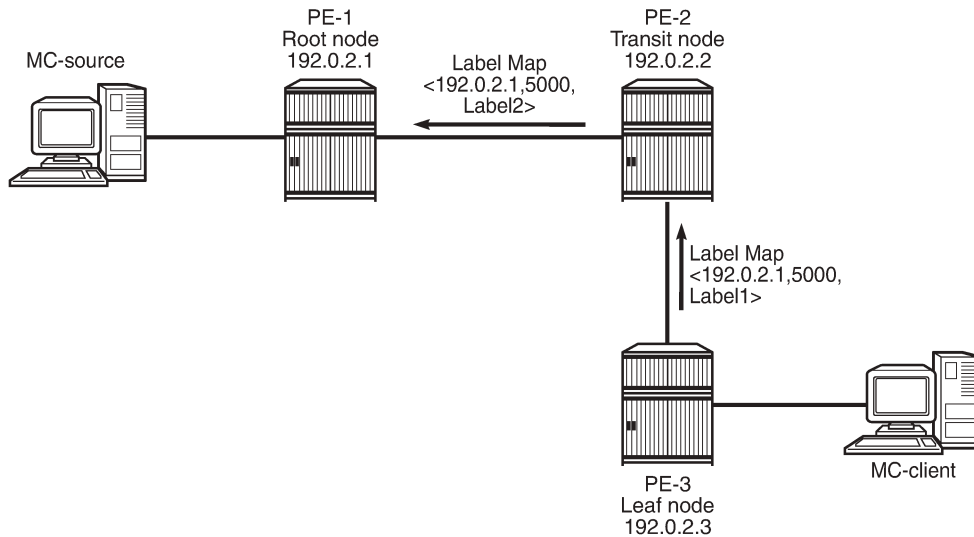 MC-source
PE-1
Root node
192.0.2.1
Label Map
<192.0.2.1,5000,
Label2>
PE-2
Transit node
192.0.2.2
Label Map
<192.0.2.1,5000,
Label1>
PE-3
Leaf node
192.0.2.3
MC-client